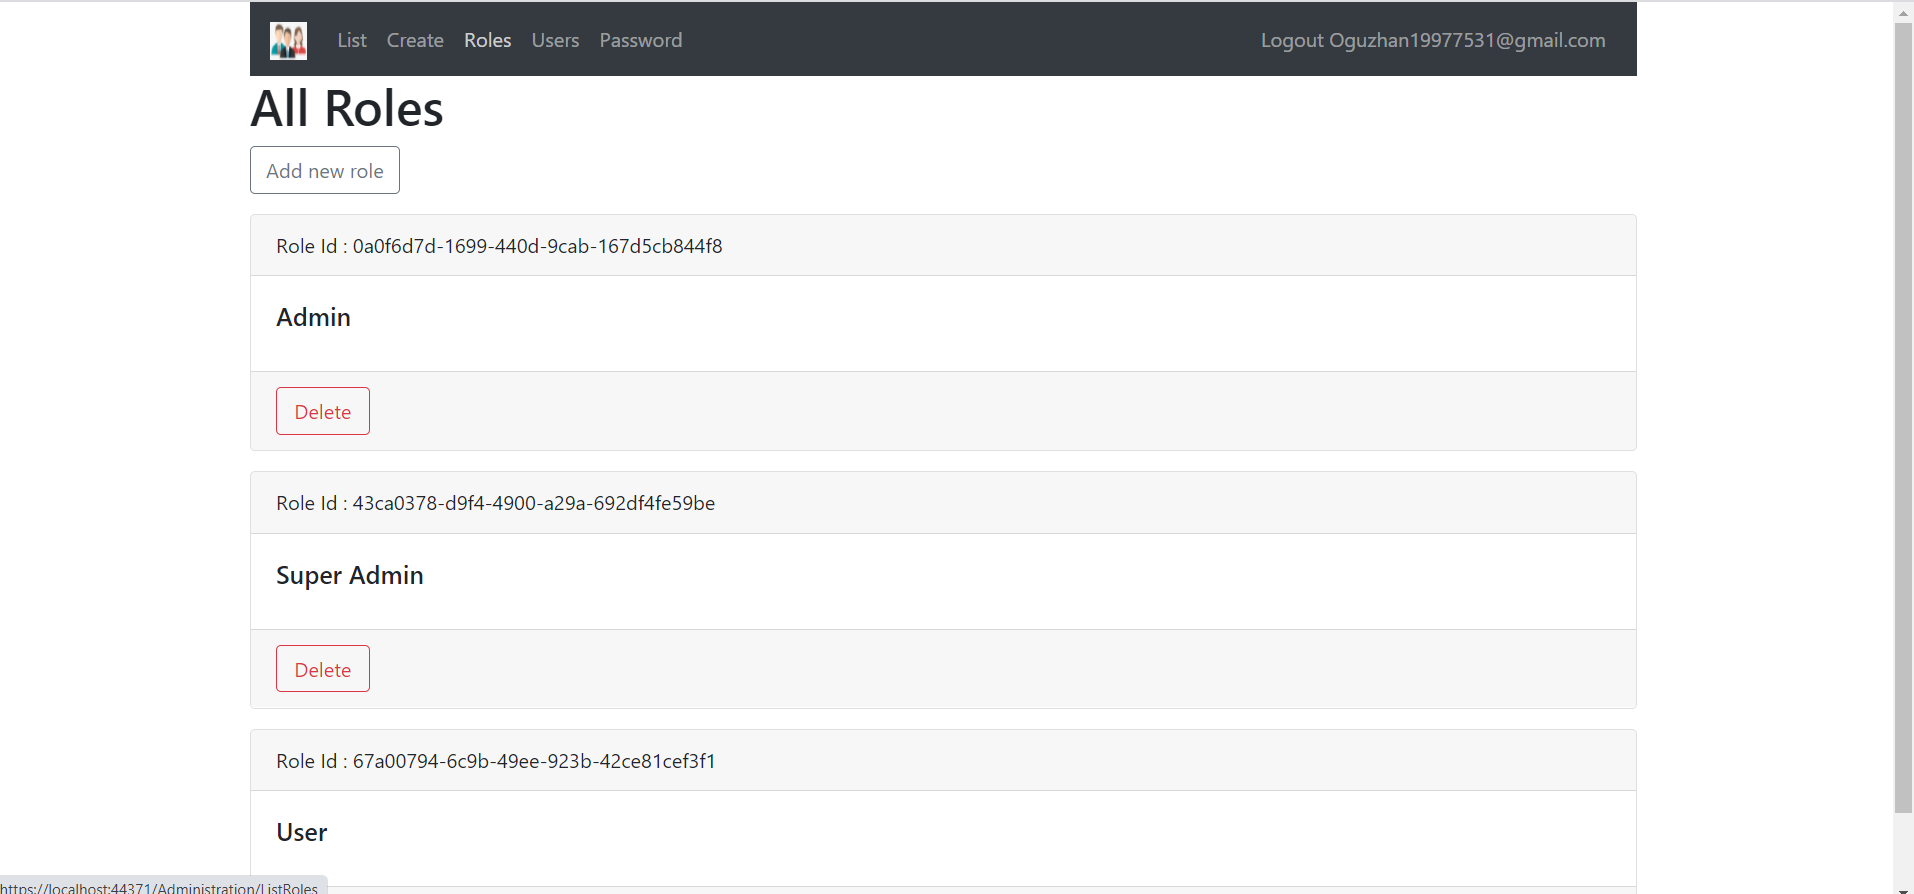 List Create Roles Users Password Logout Oguzhan19977531@gmail.com
All Roles
Add new role
Role Id : 0a0f6d7d-1699-440d-9cab-167d5cb844f8
Admin
Delete
Role Id : 43ca0378-d9f4-4900-a29a-692df4fe59be
Super Admin
Delete
Role Id : 67a00794-6c9b-49ee-923b-42ce81cef3f1
User
https://localhost:44371/Administration/ListRoles